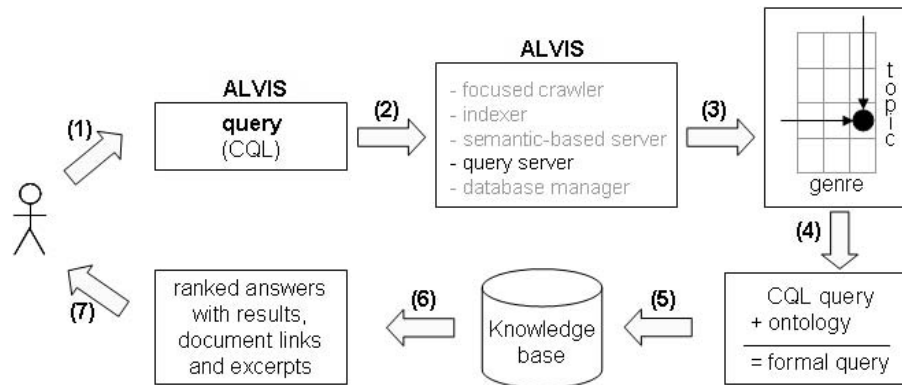 (1)
ALVIS
query
(CQL)
(2)
ALVIS
- focused crawler
- indexer
- semantic-based server
- query server
- database manager
(3)
topic
genre
(4)
CQL query
+ ontology
= formal query
(5)
Knowledge
base
(6)
ranked answers
with results,
document links
and excerpts
(7)